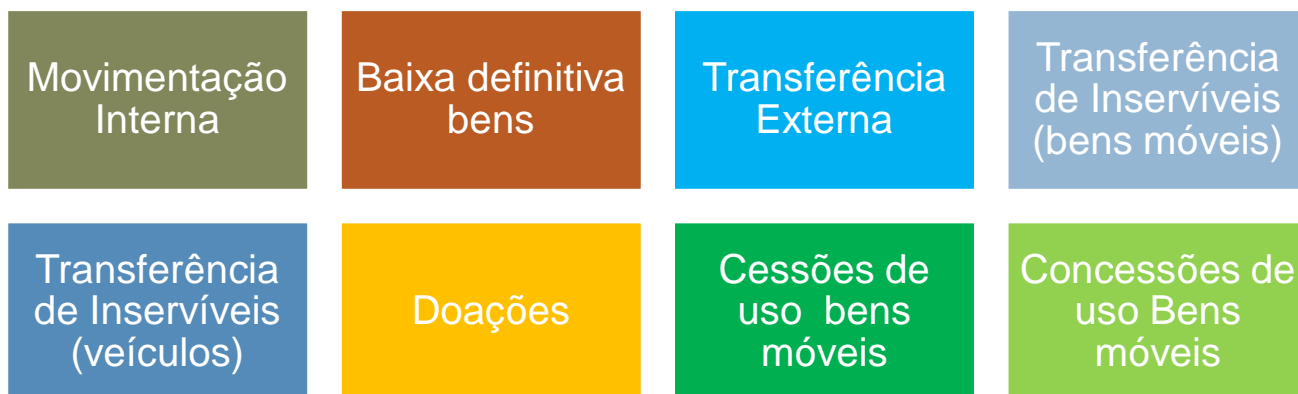 Movimentação
Interna
Baixa definitiva
bens
Transferência
Externa
Transferência
de Inservíveis
(bens móveis)
Transferência
de Inservíveis
(veículos)
Doações
Cessões de
uso bens
móveis
Concessões de
uso Bens
móveis